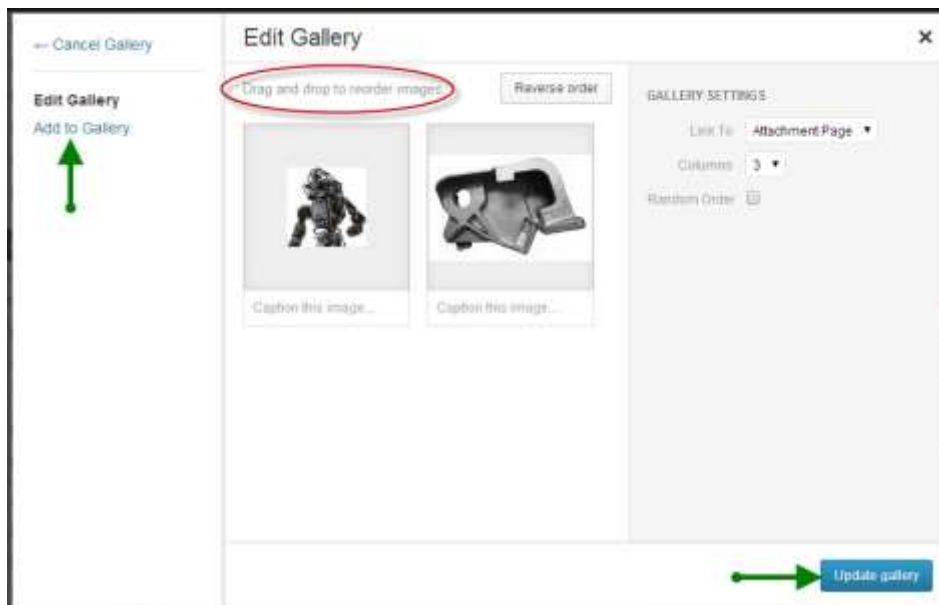 ← Cancel Gallery
Edit Gallery
Add to Gallery
Edit Gallery
Drag and drop to reorder images.
Reverse order
Caption this image...
Caption this image...
GALLERY SETTINGS
Link To Attachment Page
Columns 3
Random Order
Update gallery